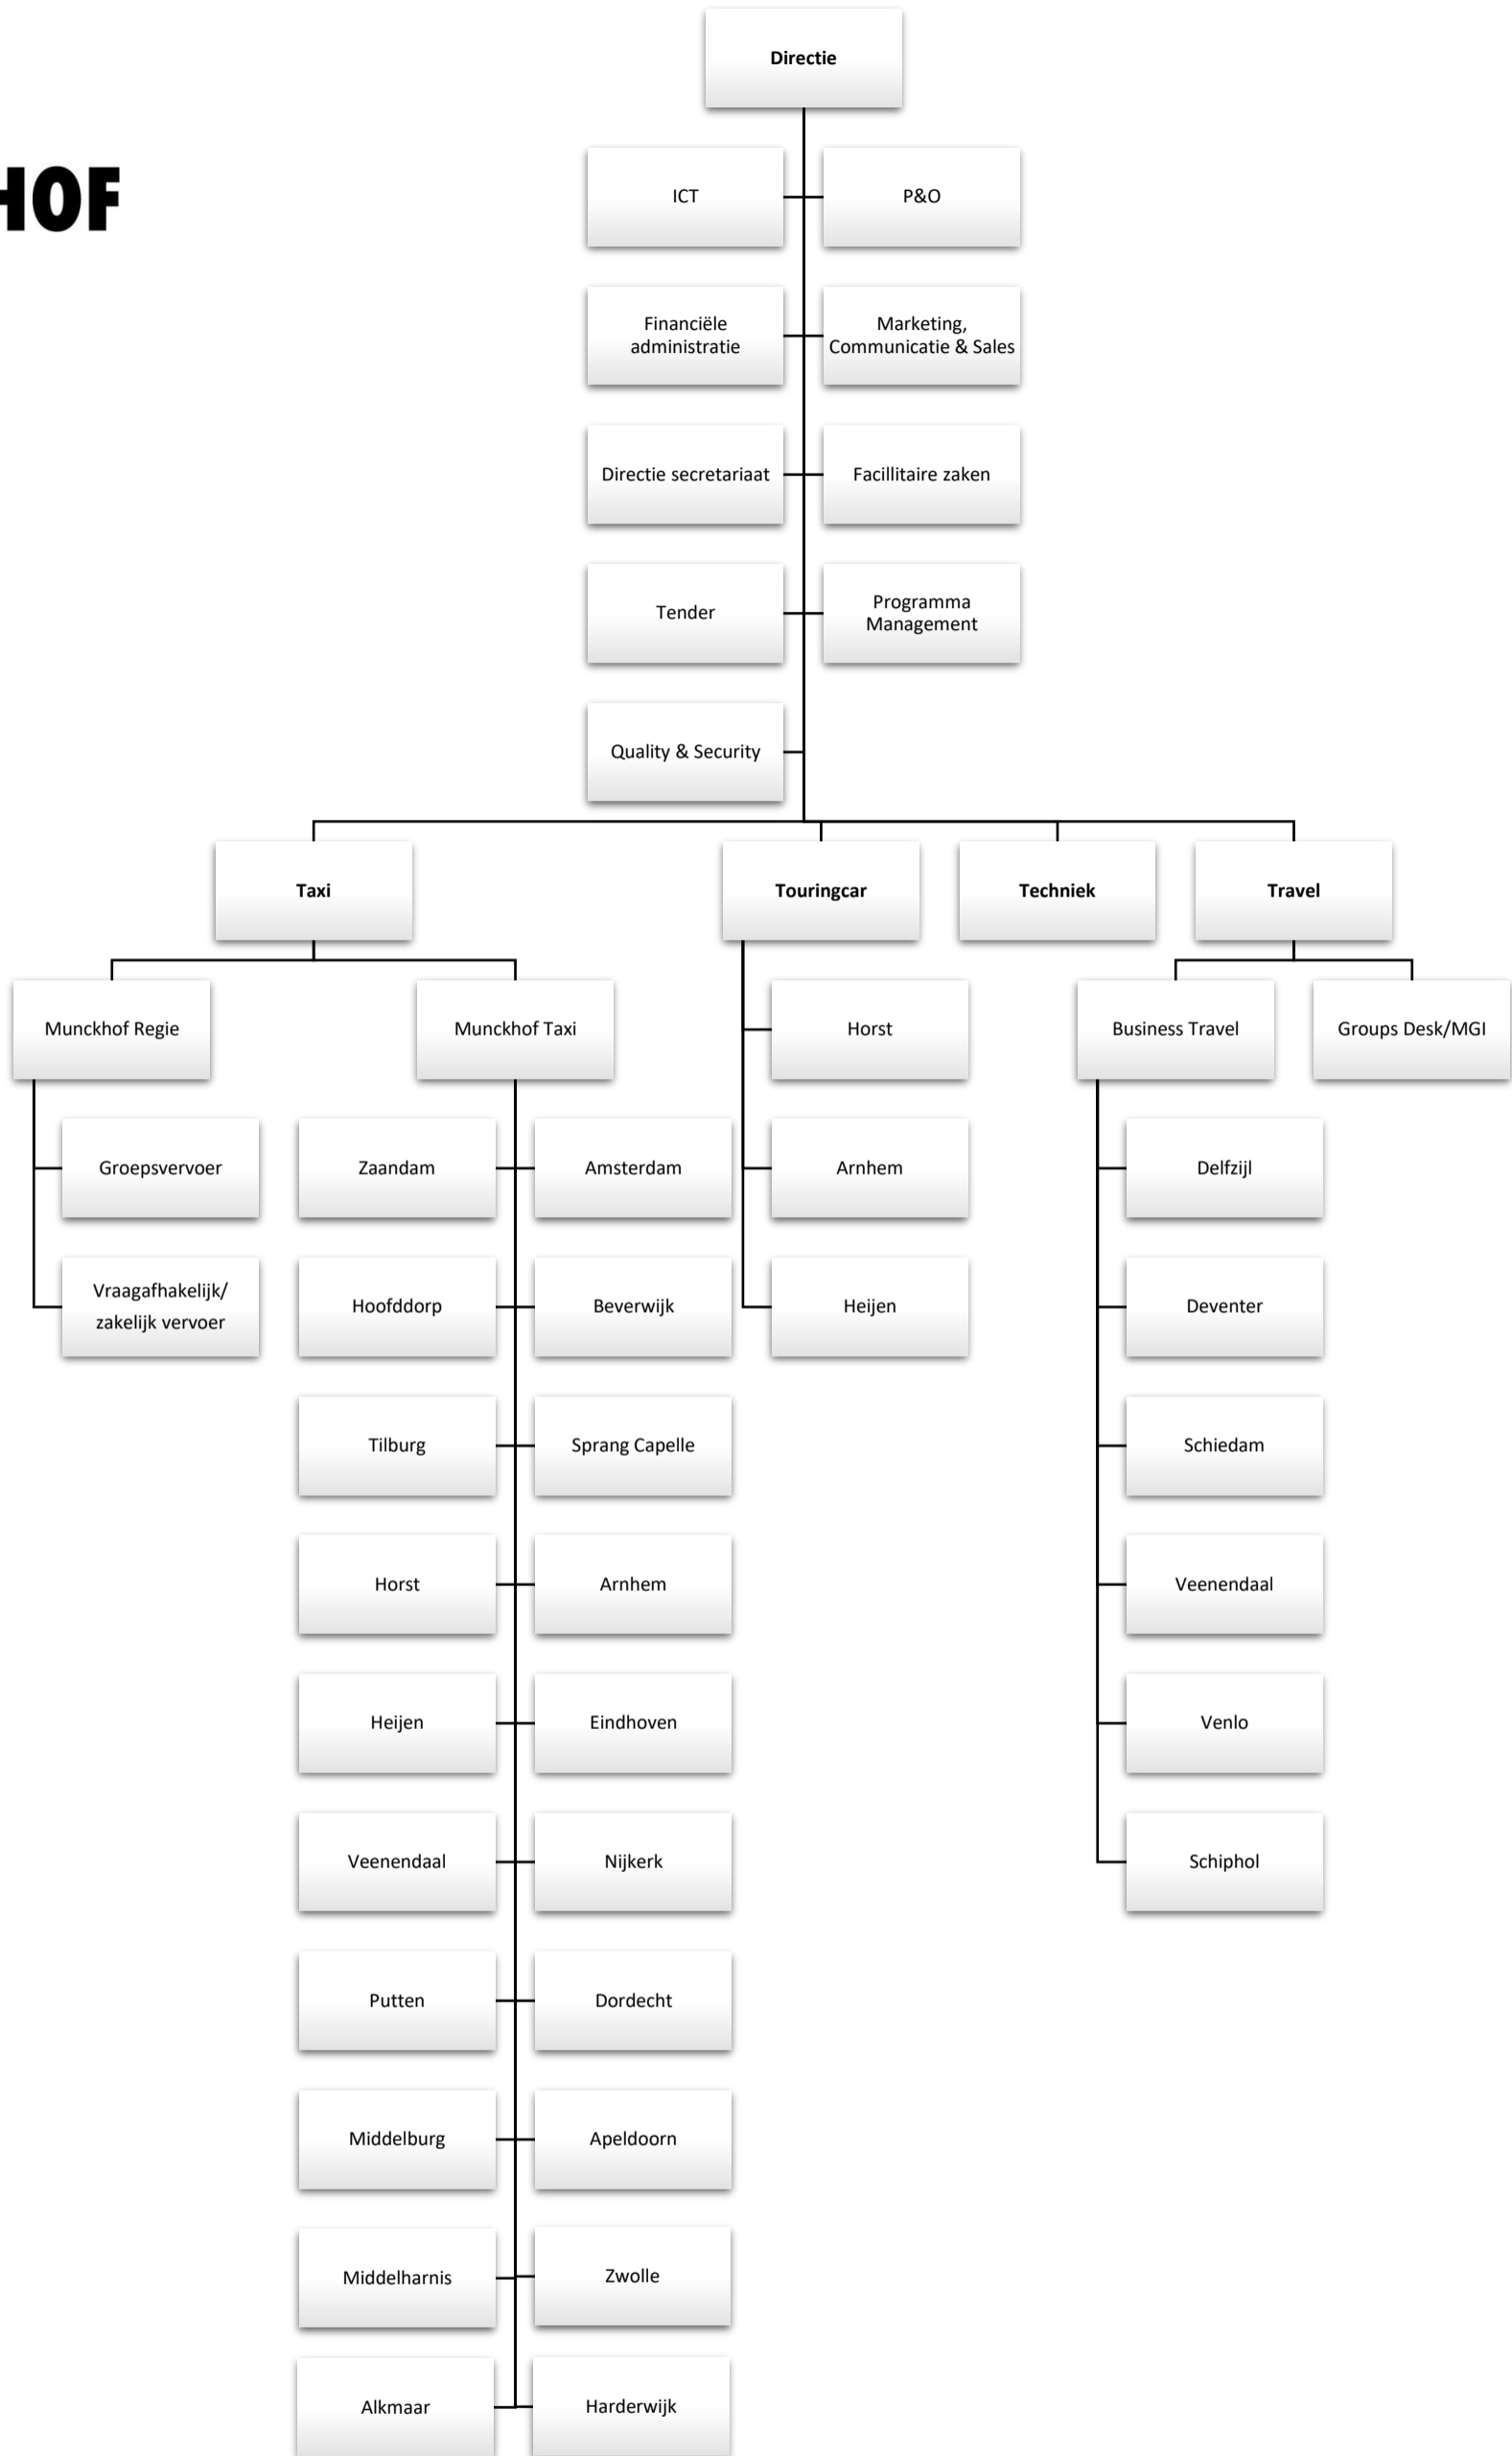 Directie
HOF
ICT
P&O
Financiële
administratie
Marketing,
Communicatie & Sales
Directie secretariaat
Facillitaire zaken
Tender
Programma
Management
Quality & Security
Taxi
Touringcar
Techniek
Travel
Munckhof Regie
Munckhof Taxi
Horst
Business Travel
Groups Desk/MGI
Groepsvervoer
Zaandam
Amsterdam
Arnhem
Delfzijl
Vraagafhakelijk/
zakelijk vervoer
Hoofddorp
Beverwijk
Heijen
Deventer
Tilburg
Sprang Capelle
Schiedam
Horst
Arnhem
Veenendaal
Heijen
Eindhoven
Venlo
Veenendaal
Nijkerk
Schiphol
Putten
Dordecht
Middelburg
Apeldoorn
Middelharnis
Zwolle
Alkmaar
Harderwijk